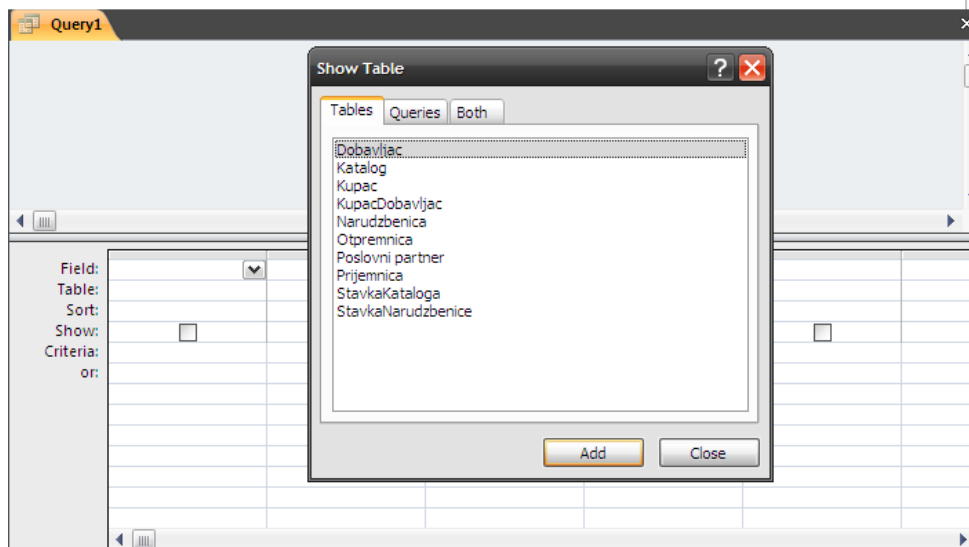 Query1
Show Table
Tables Queries Both
Dobavljac
Katalog
Kupac
KupacDobavljac
Narudzbenica
Otpremnica
Poslovni partner
Prijemnica
StavkaKataloga
StavkaNarudzbenice
Add Close
Field:
Table:
Sort:
Show:
Criteria:
or: